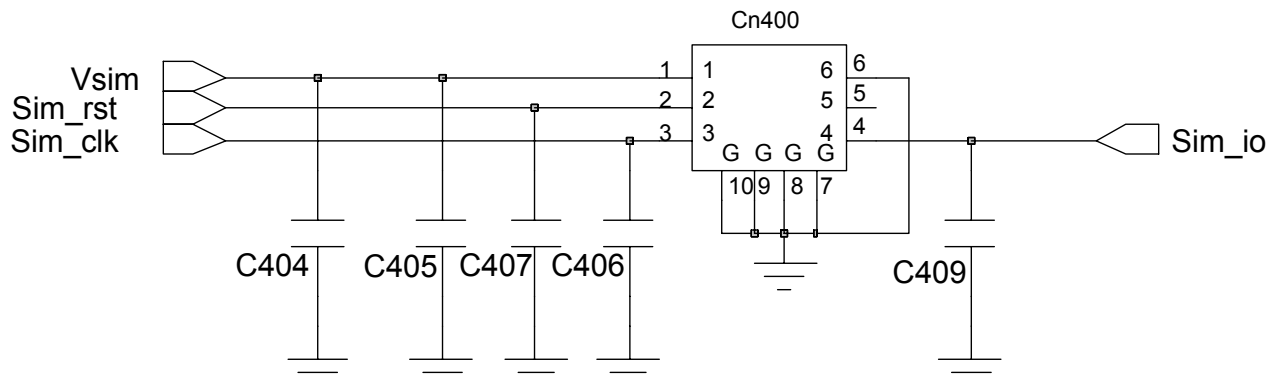 Cn400
Vsim 1 1 6 6
Sim_rst 2 2 5 5
Sim_clk 3 3 4 4 Sim_io
G G G G
10 9 8 7
C404 C405 C407 C406 C409